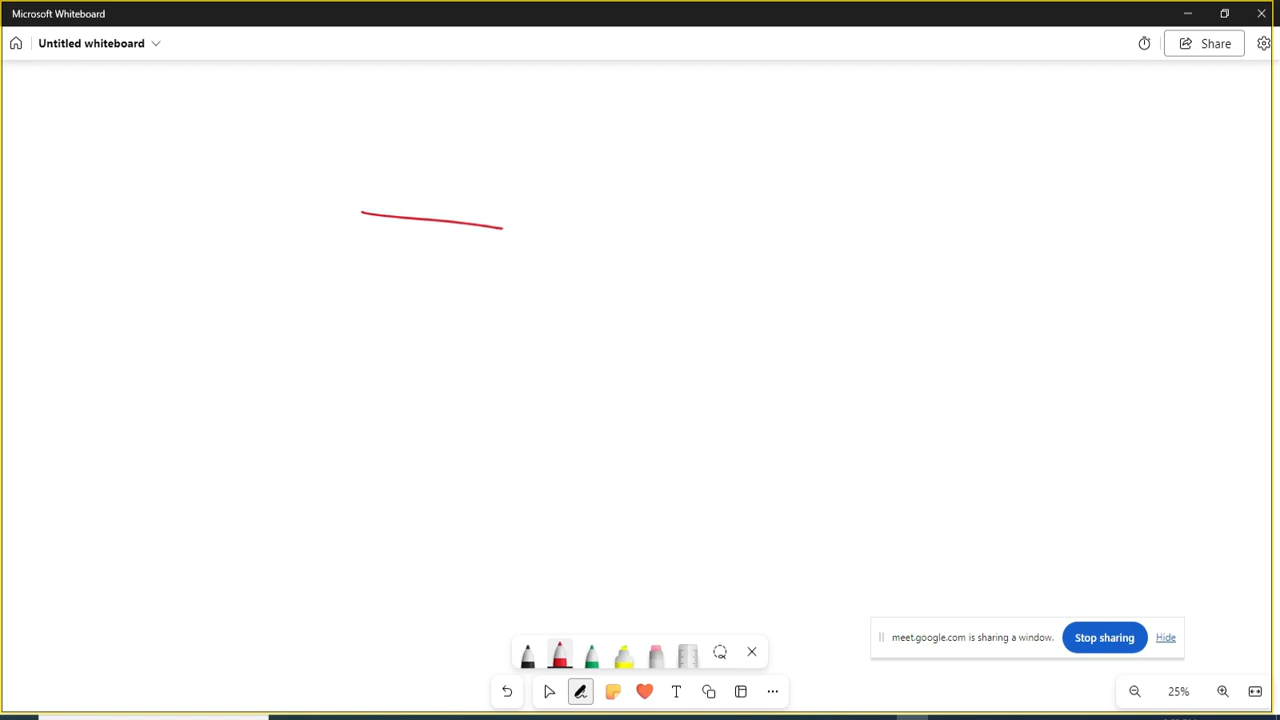 Microsoft Whiteboard
Untitled whiteboard
Share
meet.google.com is sharing a window.
Stop sharing
Hide
T
25%